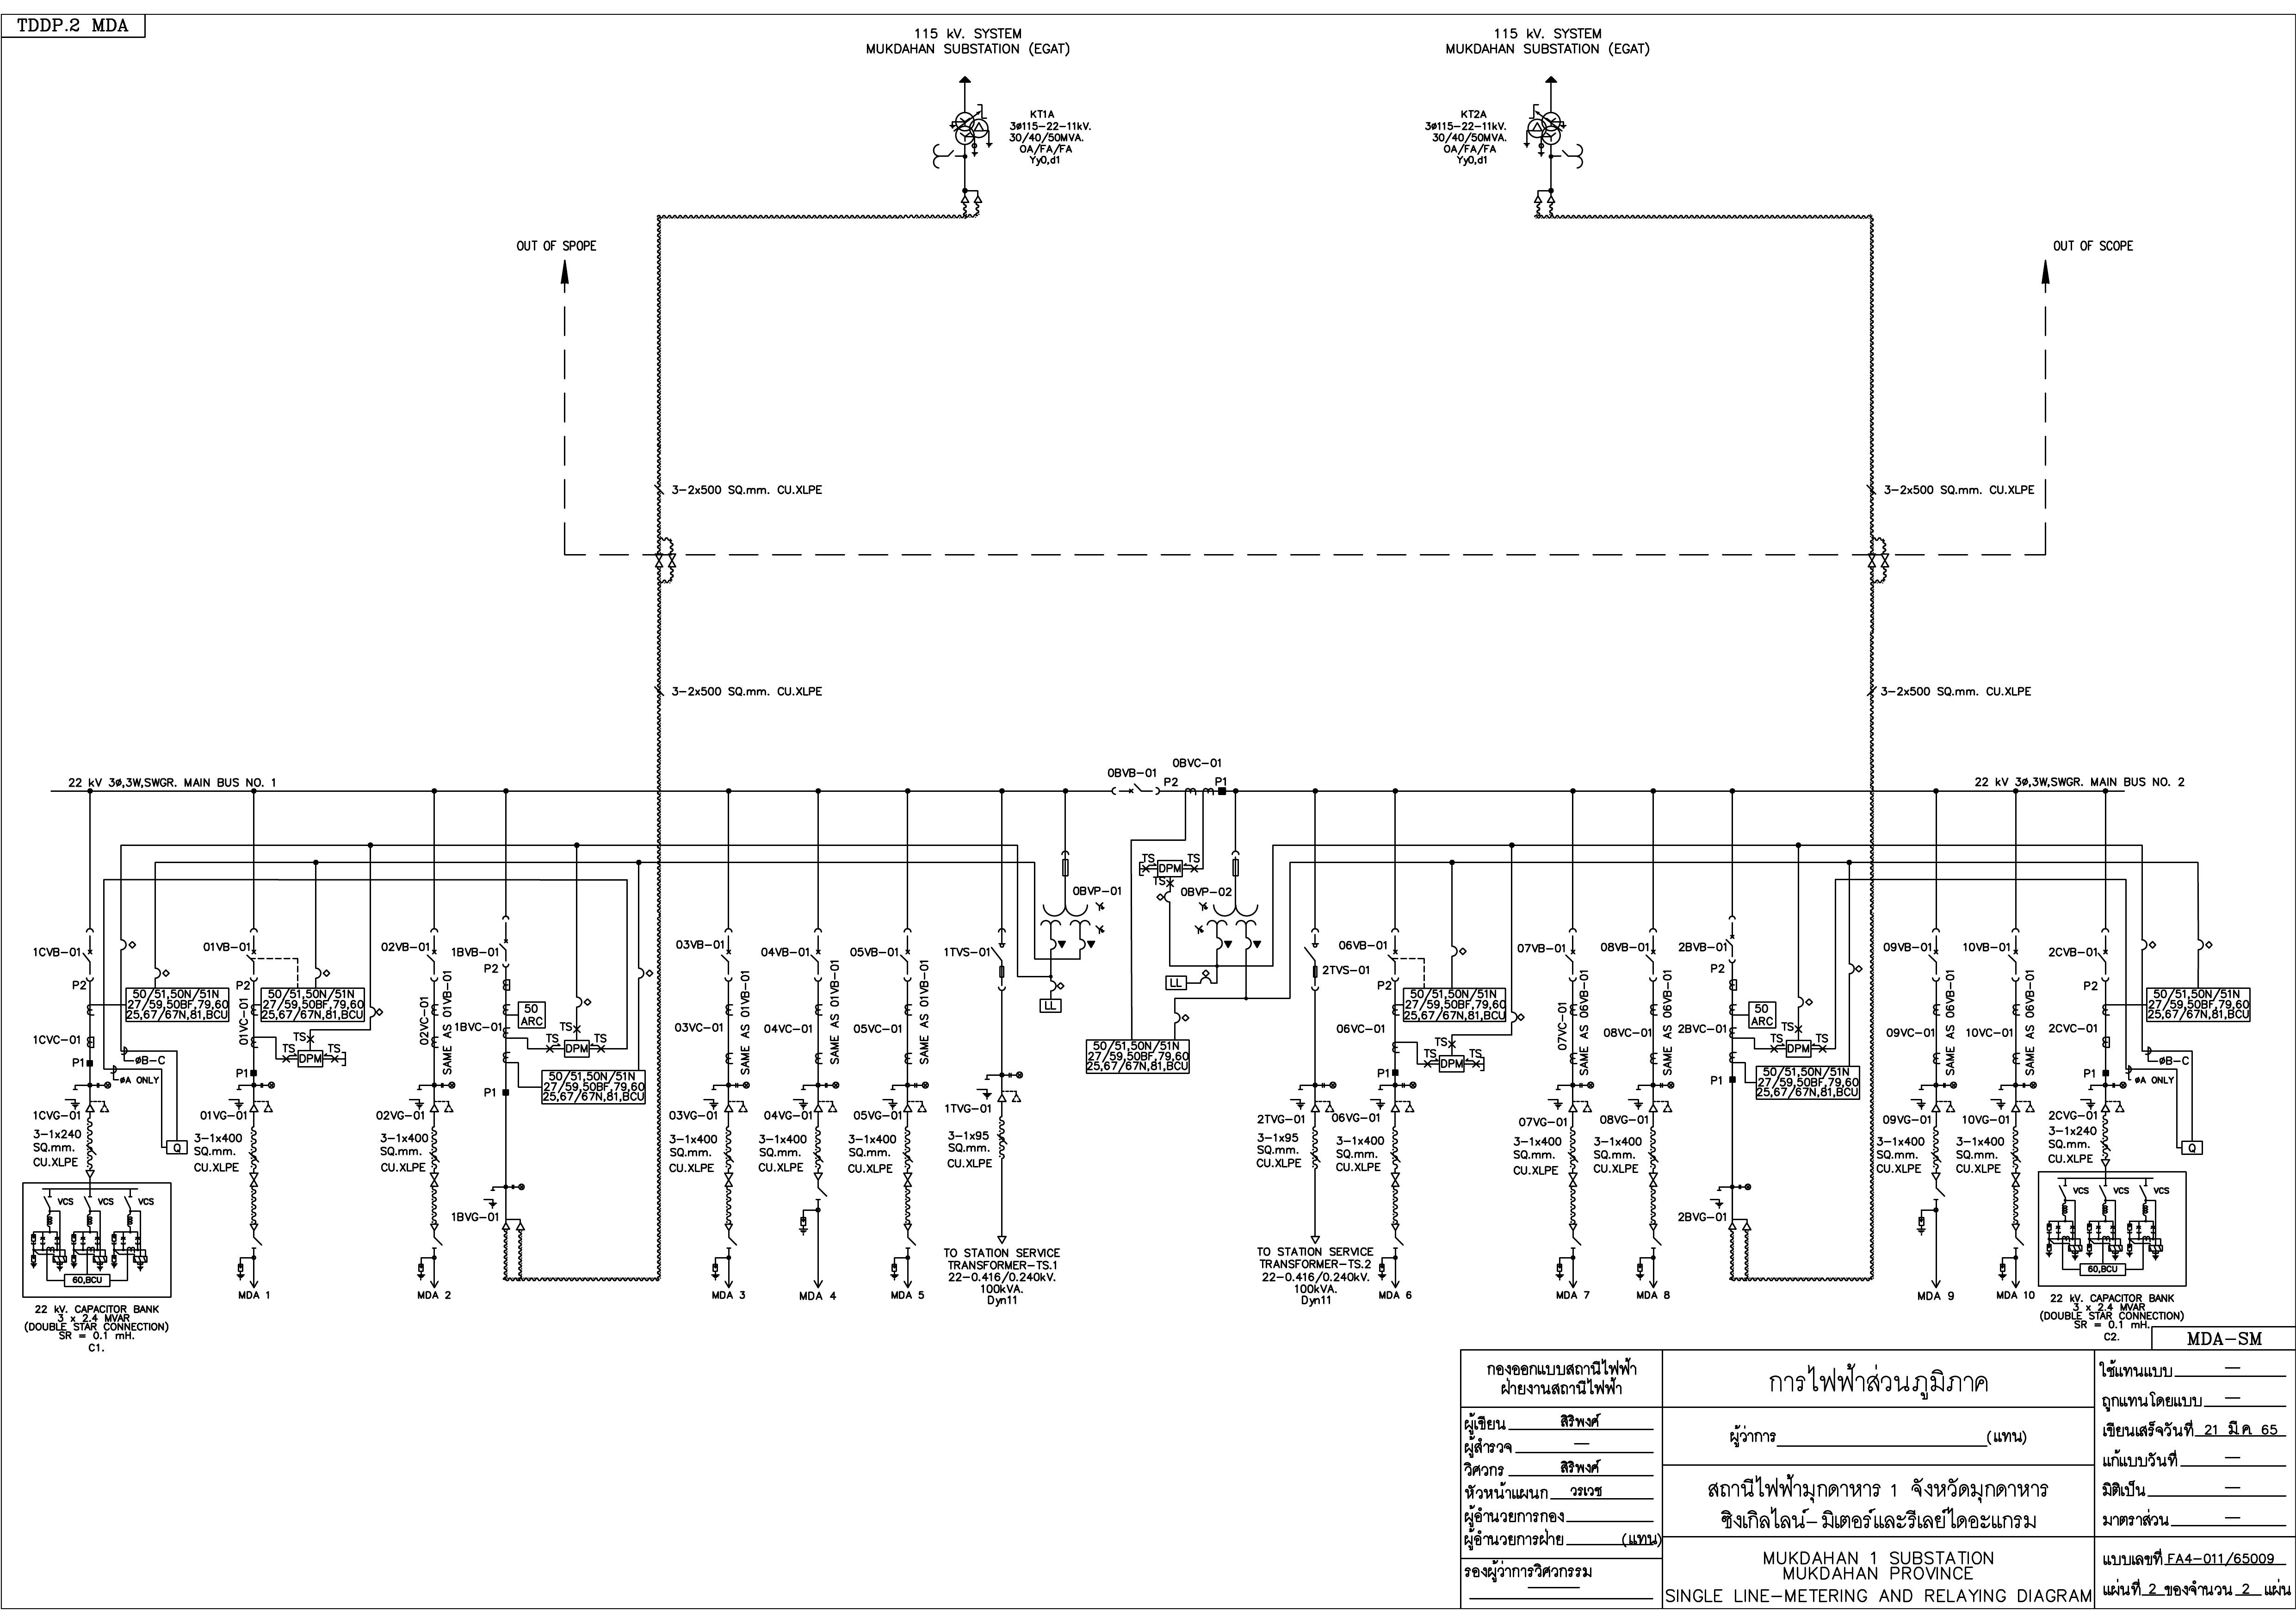 TDDP.2 MDA
115 kV. SYSTEM
MUKDAHAN SUBSTATION (EGAT)
115 kV. SYSTEM
MUKDAHAN SUBSTATION (EGAT)
KT1A
3ø115-22-11kV.
30/40/50MVA.
OA/FA/FA
Yy0,d1
KT2A
3ø115-22-11kV.
30/40/50MVA.
OA/FA/FA
Yy0,d1
OUT OF SPOPE
OUT OF SCOPE
3-2x500 SQ.mm. CU.XLPE
3-2x500 SQ.mm. CU.XLPE
3-2x500 SQ.mm. CU.XLPE
3-2x500 SQ.mm. CU.XLPE
22 kV 3ø,3W,SWGR. MAIN BUS NO. 1
0BVB-01
0BVC-01
P2
P1
22 kV 3ø,3W,SWGR. MAIN BUS NO. 2
TS
DPM
TS
TS
0BVP-01
0BVP-02
LL
LL
50/51,50N/51N
27/59,50BF,79,60
25,67/67N,81,BCU
1CVB-01
P2
50/51,50N/51N
27/59,50BF,79,60
25,67/67N,81,BCU
1CVC-01
P1
øB-C
øA ONLY
1CVG-01
3-1x240
SQ.mm.
CU.XLPE
Q
VCS
VCS
VCS
60,BCU
22 kV. CAPACITOR BANK
3 x 2.4 MVAR
(DOUBLE STAR CONNECTION)
SR = 0.1 mH.
C1.
01VB-01
P2
50/51,50N/51N
27/59,50BF,79,60
25,67/67N,81,BCU
01VC-01
TS
TS
DPM
TS
P1
01VG-01
3-1x400
SQ.mm.
CU.XLPE
MDA 1
02VB-01
02VC-01
SAME AS 01VB-01
02VG-01
3-1x400
SQ.mm.
CU.XLPE
MDA 2
1BVB-01
P2
50
ARC
1BVC-01
TS
TS
DPM
TS
50/51,50N/51N
27/59,50BF,79,60
25,67/67N,81,BCU
P1
1BVG-01
03VB-01
03VC-01
SAME AS 01VB-01
03VG-01
3-1x400
SQ.mm.
CU.XLPE
MDA 3
04VB-01
04VC-01
SAME AS 01VB-01
04VG-01
3-1x400
SQ.mm.
CU.XLPE
MDA 4
05VB-01
05VC-01
SAME AS 01VB-01
05VG-01
3-1x400
SQ.mm.
CU.XLPE
MDA 5
1TVS-01
1TVG-01
3-1x95
SQ.mm.
CU.XLPE
TO STATION SERVICE
TRANSFORMER-TS.1
22-0.416/0.240kV.
100kVA.
Dyn11
2TVS-01
2TVG-01
3-1x95
SQ.mm.
CU.XLPE
TO STATION SERVICE
TRANSFORMER-TS.2
22-0.416/0.240kV.
100kVA.
Dyn11
06VB-01
P2
50/51,50N/51N
27/59,50BF,79,60
25,67/67N,81,BCU
06VC-01
TS
TS
DPM
TS
P1
06VG-01
3-1x400
SQ.mm.
CU.XLPE
MDA 6
07VB-01
07VC-01
SAME AS 06VB-01
07VG-01
3-1x400
SQ.mm.
CU.XLPE
MDA 7
08VB-01
08VC-01
SAME AS 06VB-01
08VG-01
3-1x400
SQ.mm.
CU.XLPE
MDA 8
2BVB-01
P2
50
ARC
2BVC-01
TS
TS
DPM
TS
50/51,50N/51N
27/59,50BF,79,60
25,67/67N,81,BCU
P1
2BVG-01
09VB-01
09VC-01
SAME AS 06VB-01
09VG-01
3-1x400
SQ.mm.
CU.XLPE
MDA 9
10VB-01
10VC-01
SAME AS 06VB-01
10VG-01
3-1x400
SQ.mm.
CU.XLPE
MDA 10
2CVB-01
P2
50/51,50N/51N
27/59,50BF,79,60
25,67/67N,81,BCU
2CVC-01
P1
øB-C
øA ONLY
2CVG-01
3-1x240
SQ.mm.
CU.XLPE
Q
VCS
VCS
VCS
60,BCU
22 kV. CAPACITOR BANK
3 x 2.4 MVAR
(DOUBLE STAR CONNECTION)
SR = 0.1 mH.
C2.
MDA-SM
กองออกแบบสถานีไฟฟ้า
ฝ่ายงานสถานีไฟฟ้า
ผู้เขียน สิริพงศ์
ผู้สำรวจ —
วิศวกร สิริพงศ์
หัวหน้าแผนก วรเวช
ผู้อำนวยการกอง
ผู้อำนวยการฝ่าย (แทน)
รองผู้ว่าการวิศวกรรม
การไฟฟ้าส่วนภูมิภาค
ผู้ว่าการ (แทน)
สถานีไฟฟ้ามุกดาหาร 1 จังหวัดมุกดาหาร
ซิงเกิลไลน์-มิเตอร์และรีเลย์ไดอะแกรม
MUKDAHAN 1 SUBSTATION
MUKDAHAN PROVINCE
SINGLE LINE-METERING AND RELAYING DIAGRAM
ใช้แทนแบบ —
ถูกแทนโดยแบบ —
เขียนเสร็จวันที่ 21 มี.ค. 65
แก้แบบวันที่ —
มิติเป็น —
มาตราส่วน —
แบบเลขที่ FA4-011/65009
แผ่นที่ 2 ของจำนวน 2 แผ่น